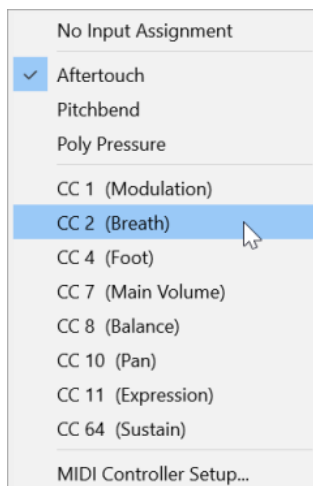 No Input Assignment
Aftertouch
Pitchbend
Poly Pressure
CC 1 (Modulation)
CC 2 (Breath)
CC 4 (Foot)
CC 7 (Main Volume)
CC 8 (Balance)
CC 10 (Pan)
CC 11 (Expression)
CC 64 (Sustain)
MIDI Controller Setup...